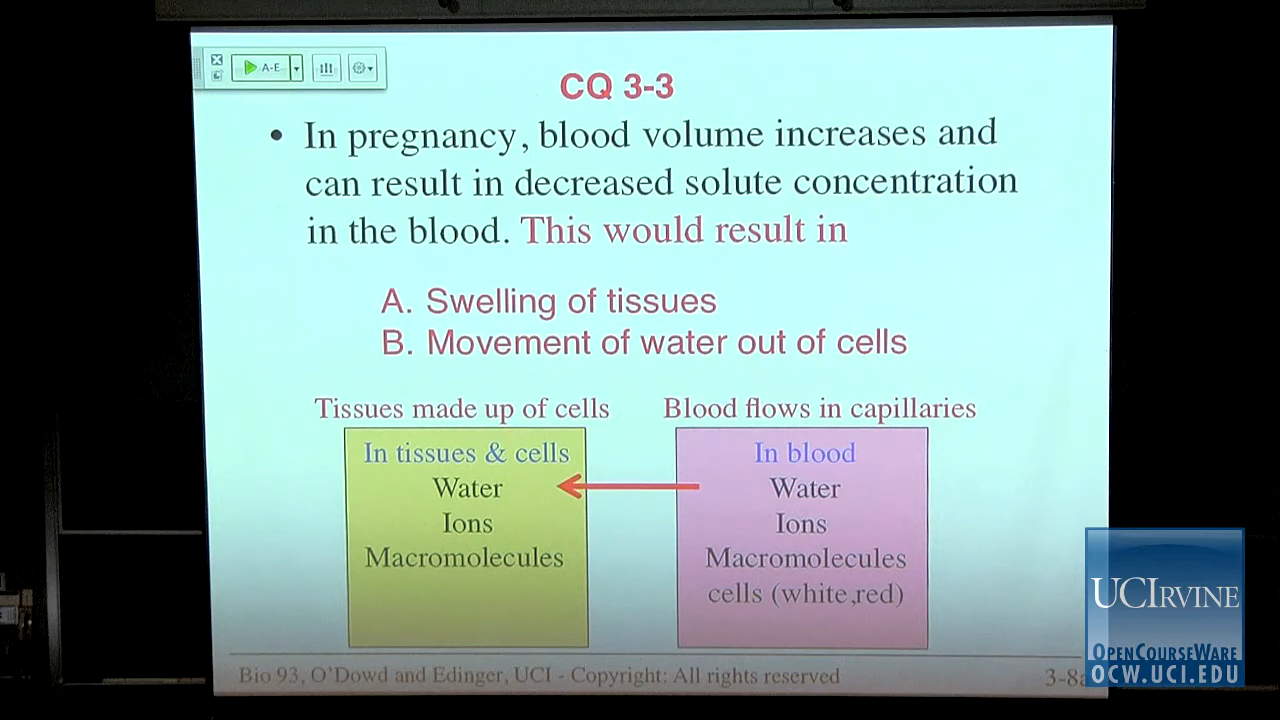 A-E
CQ 3-3
• In pregnancy, blood volume increases and
can result in decreased solute concentration
in the blood. This would result in
A. Swelling of tissues
B. Movement of water out of cells
Tissues made up of cells
Blood flows in capillaries
In tissues & cells
Water
Ions
Macromolecules
In blood
Water
Ions
Macromolecules
cells (white,red)
Bio 93, O'Dowd and Edinger, UCI - Copyright: All rights reserved
UCIRVINE
OPENCOURSEWARE
OCW.UCI.EDU